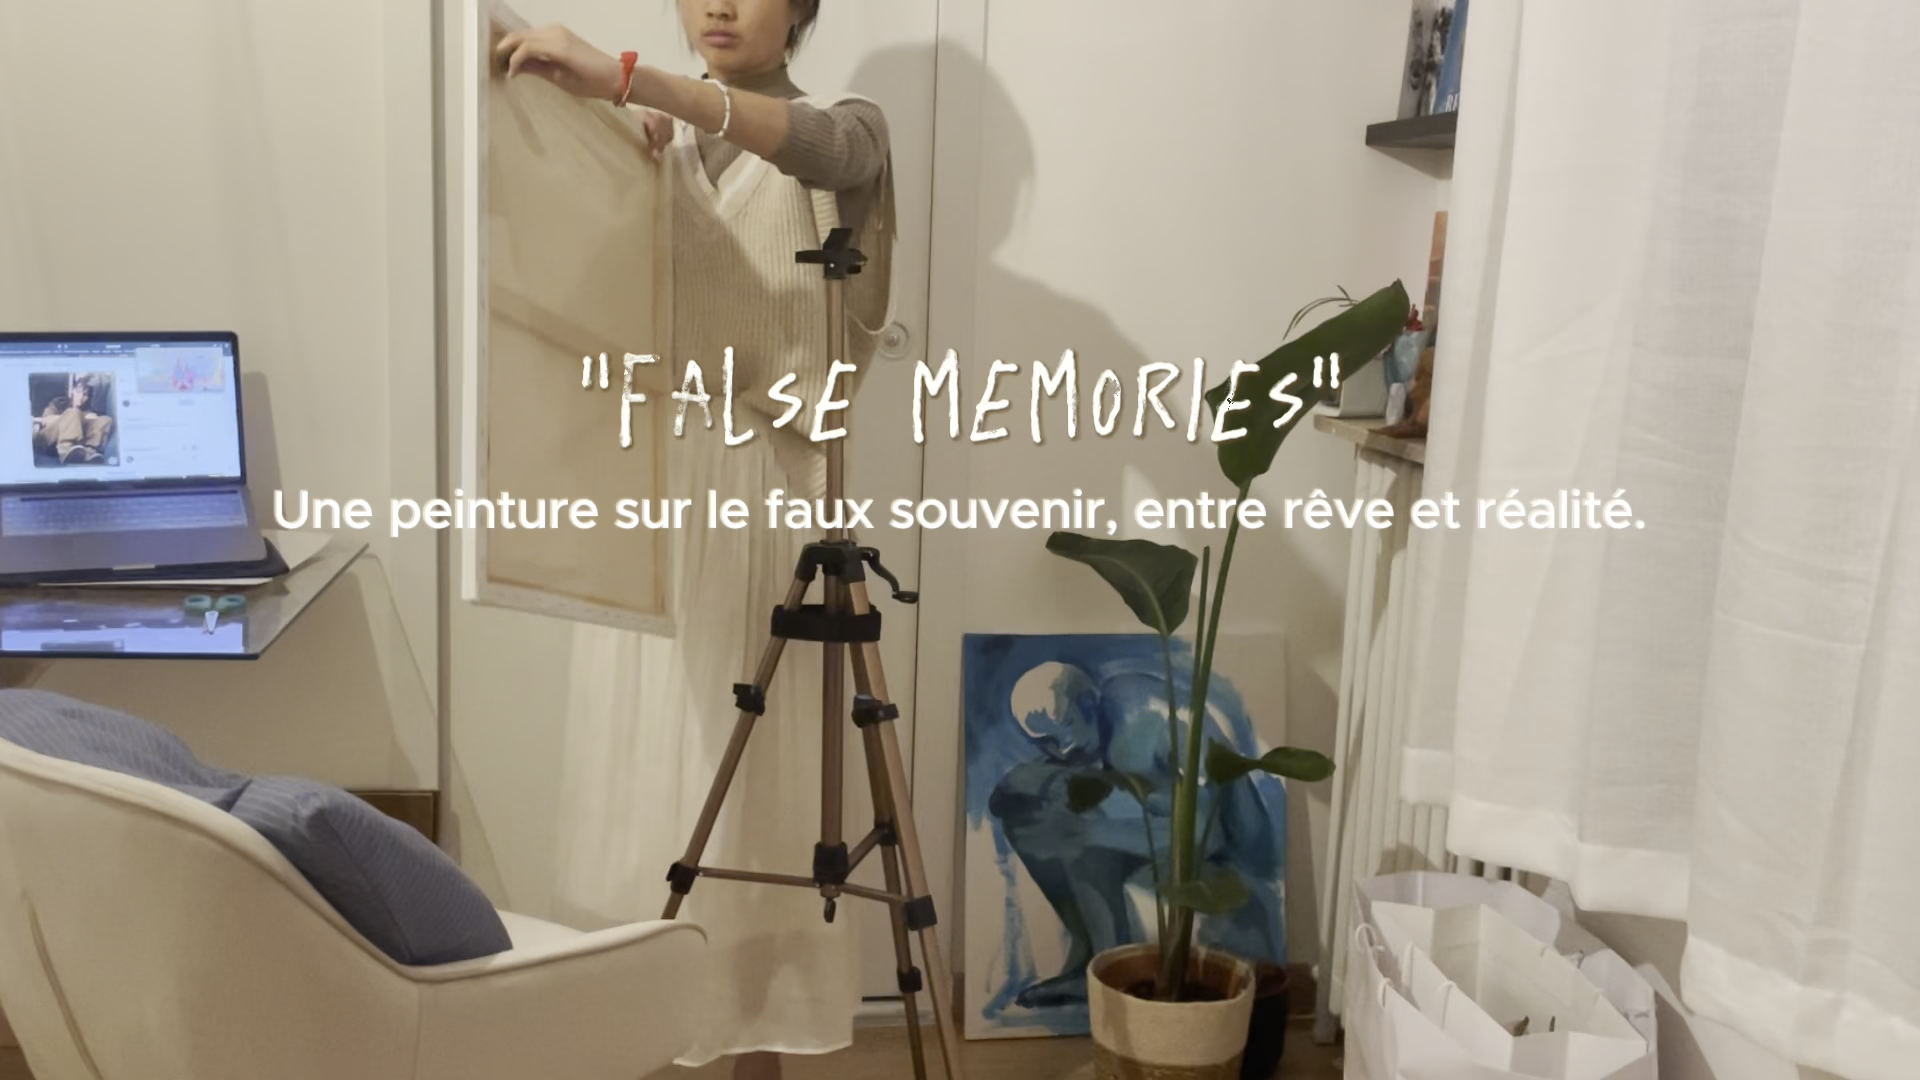 "FALSE MEMORIES"
Une peinture sur le faux souvenir, entre rêve et réalité.